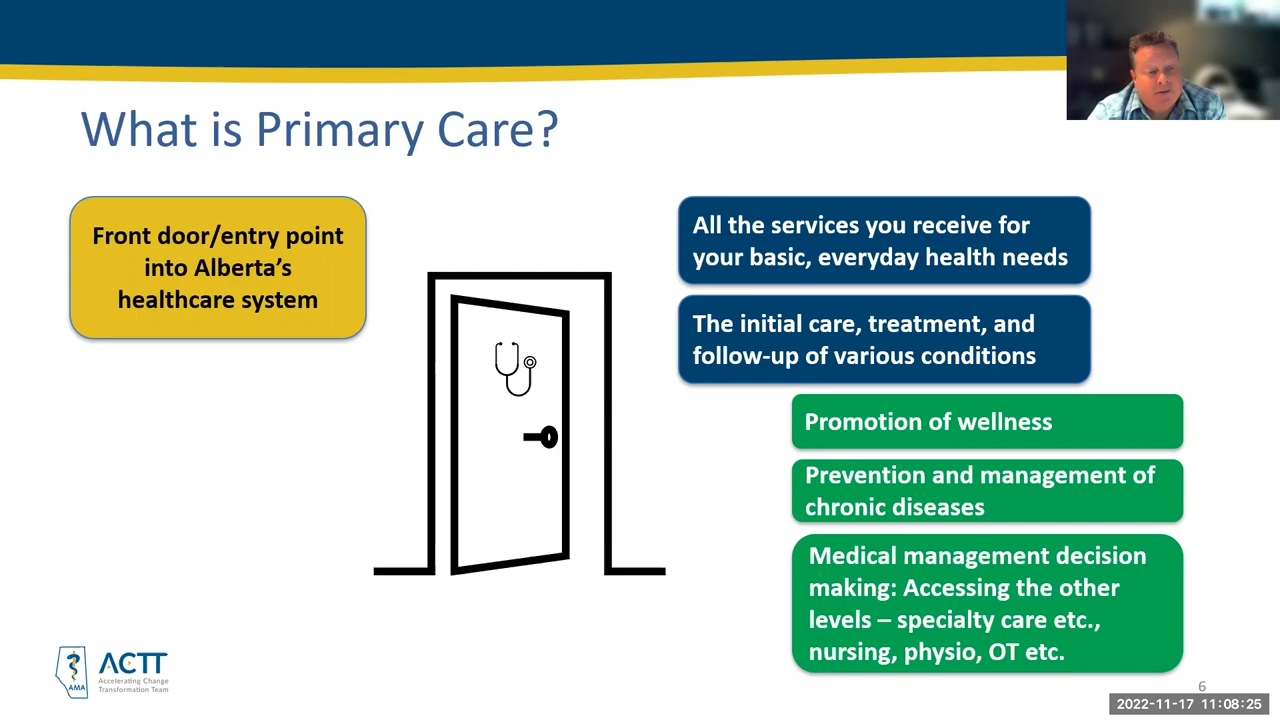 What is Primary Care?
Front door/entry point
into Alberta's
healthcare system
All the services you receive for
your basic, everyday health needs
The initial care, treatment, and
follow-up of various conditions
Promotion of wellness
Prevention and management of
chronic diseases
Medical management decision
making: Accessing the other
levels – specialty care etc.,
nursing, physio, OT etc.
AMA
ACTT
Accelerating Change
Transformation Team
6
2022-11-17 11:08:25